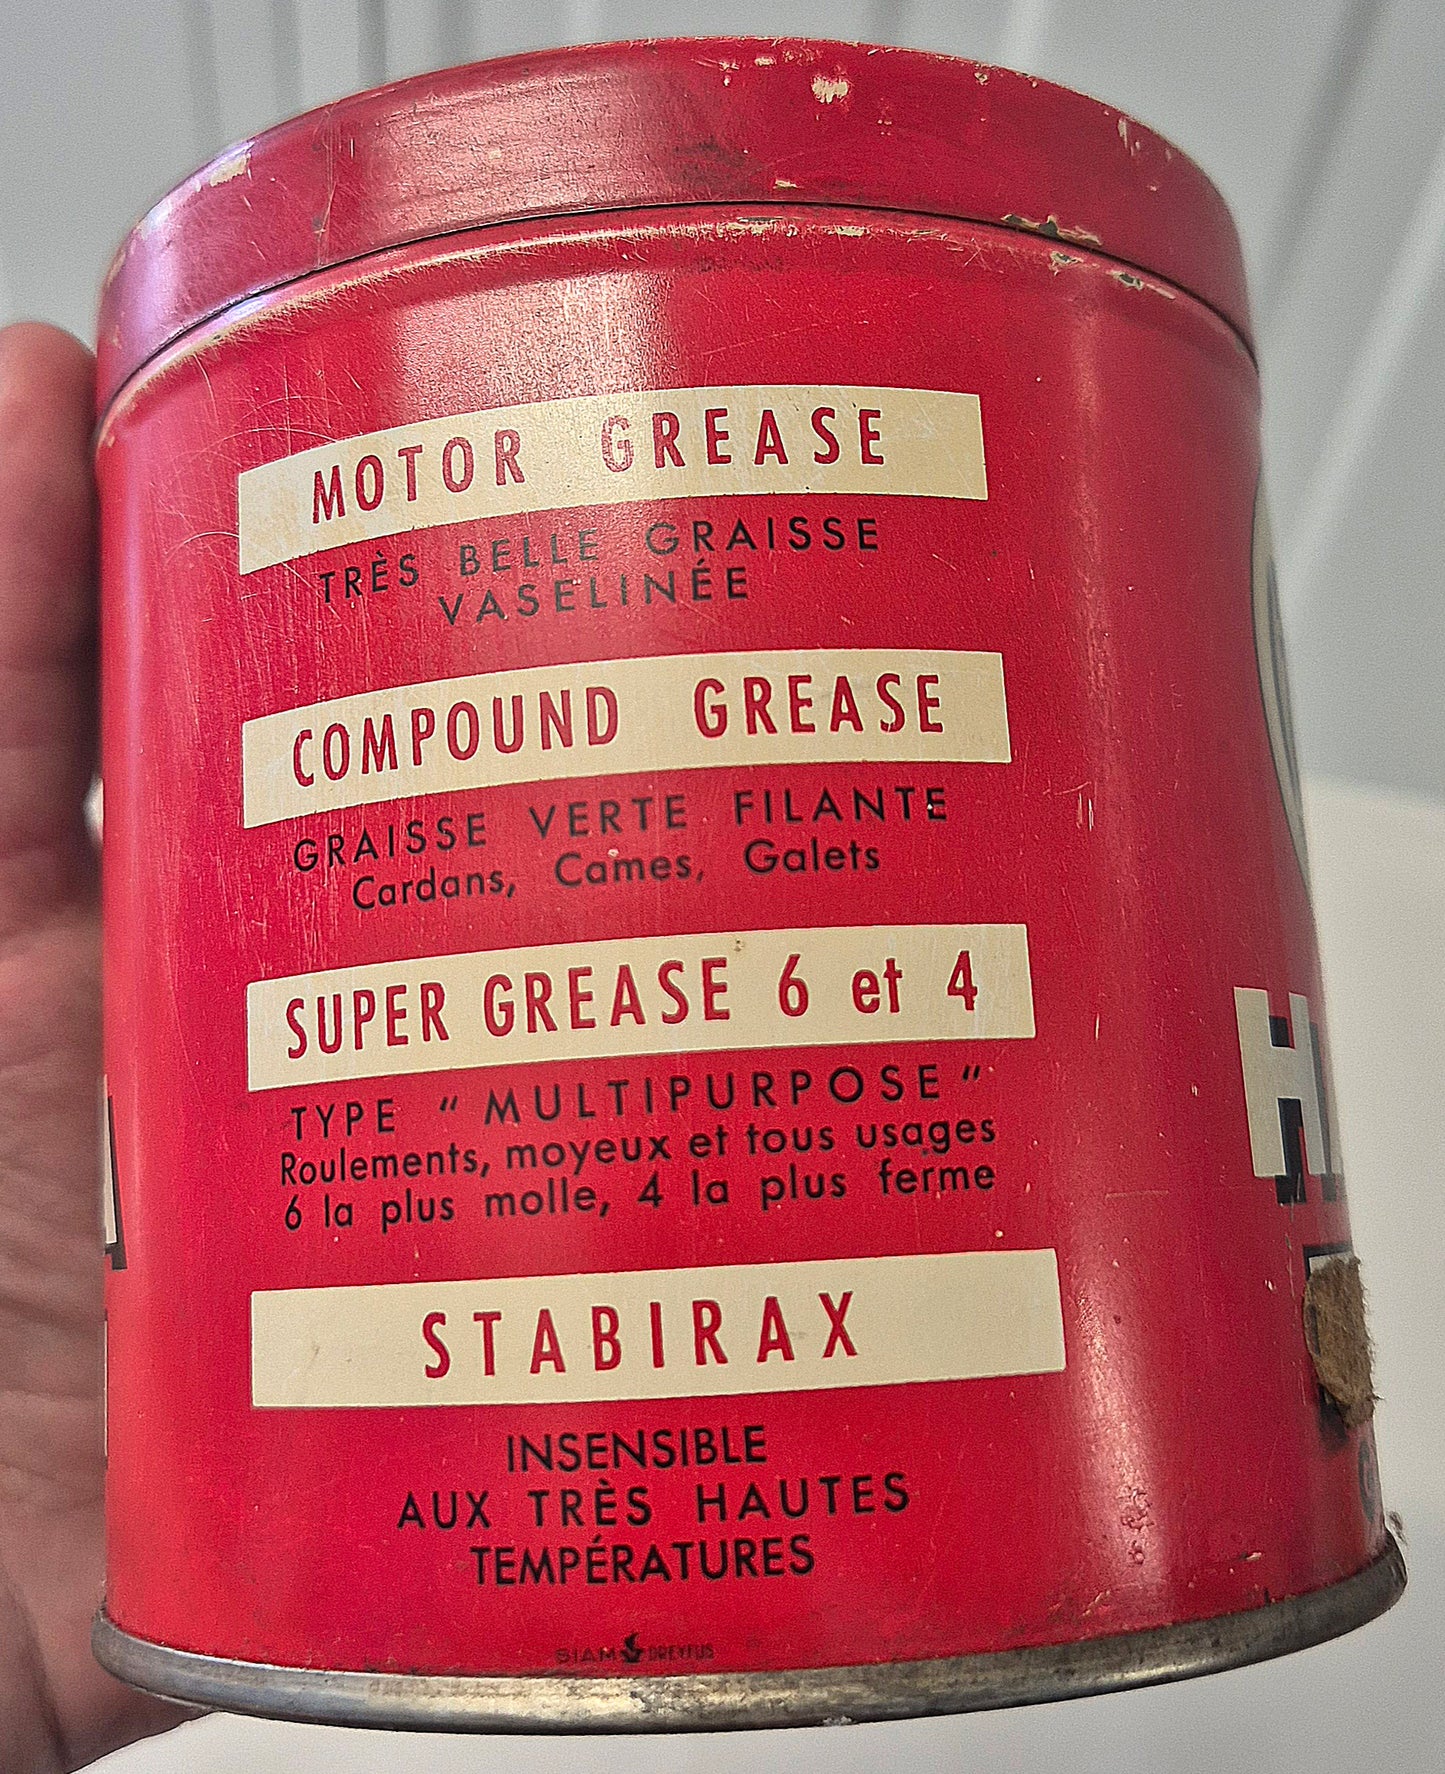 MOTOR GREASE
TRÈS BELLE GRAISSE
VASELINÉE
COMPOUND GREASE
GRAISSE VERTE FILANTE
Cardans, Cames, Galets
SUPER GREASE 6 et 4
TYPE "MULTIPURPOSE"
Roulements, moyeux et tous usages
6 la plus molle, 4 la plus ferme
STABIRAX
INSENSIBLE
AUX TRÈS HAUTES
TEMPÉRATURES
SIAM DREYFUS
H